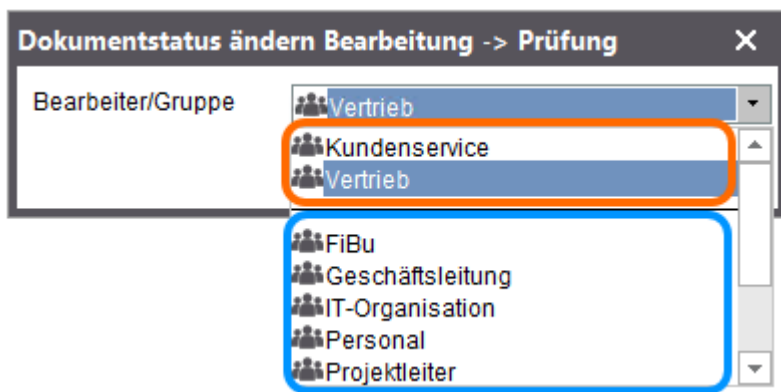 Dokumentstatus ändern Bearbeitung -> Prüfung
Bearbeiter/Gruppe
Vertrieb
Kundenservice
Vertrieb
FiBu
Geschäftsleitung
IT-Organisation
Personal
Projektleiter